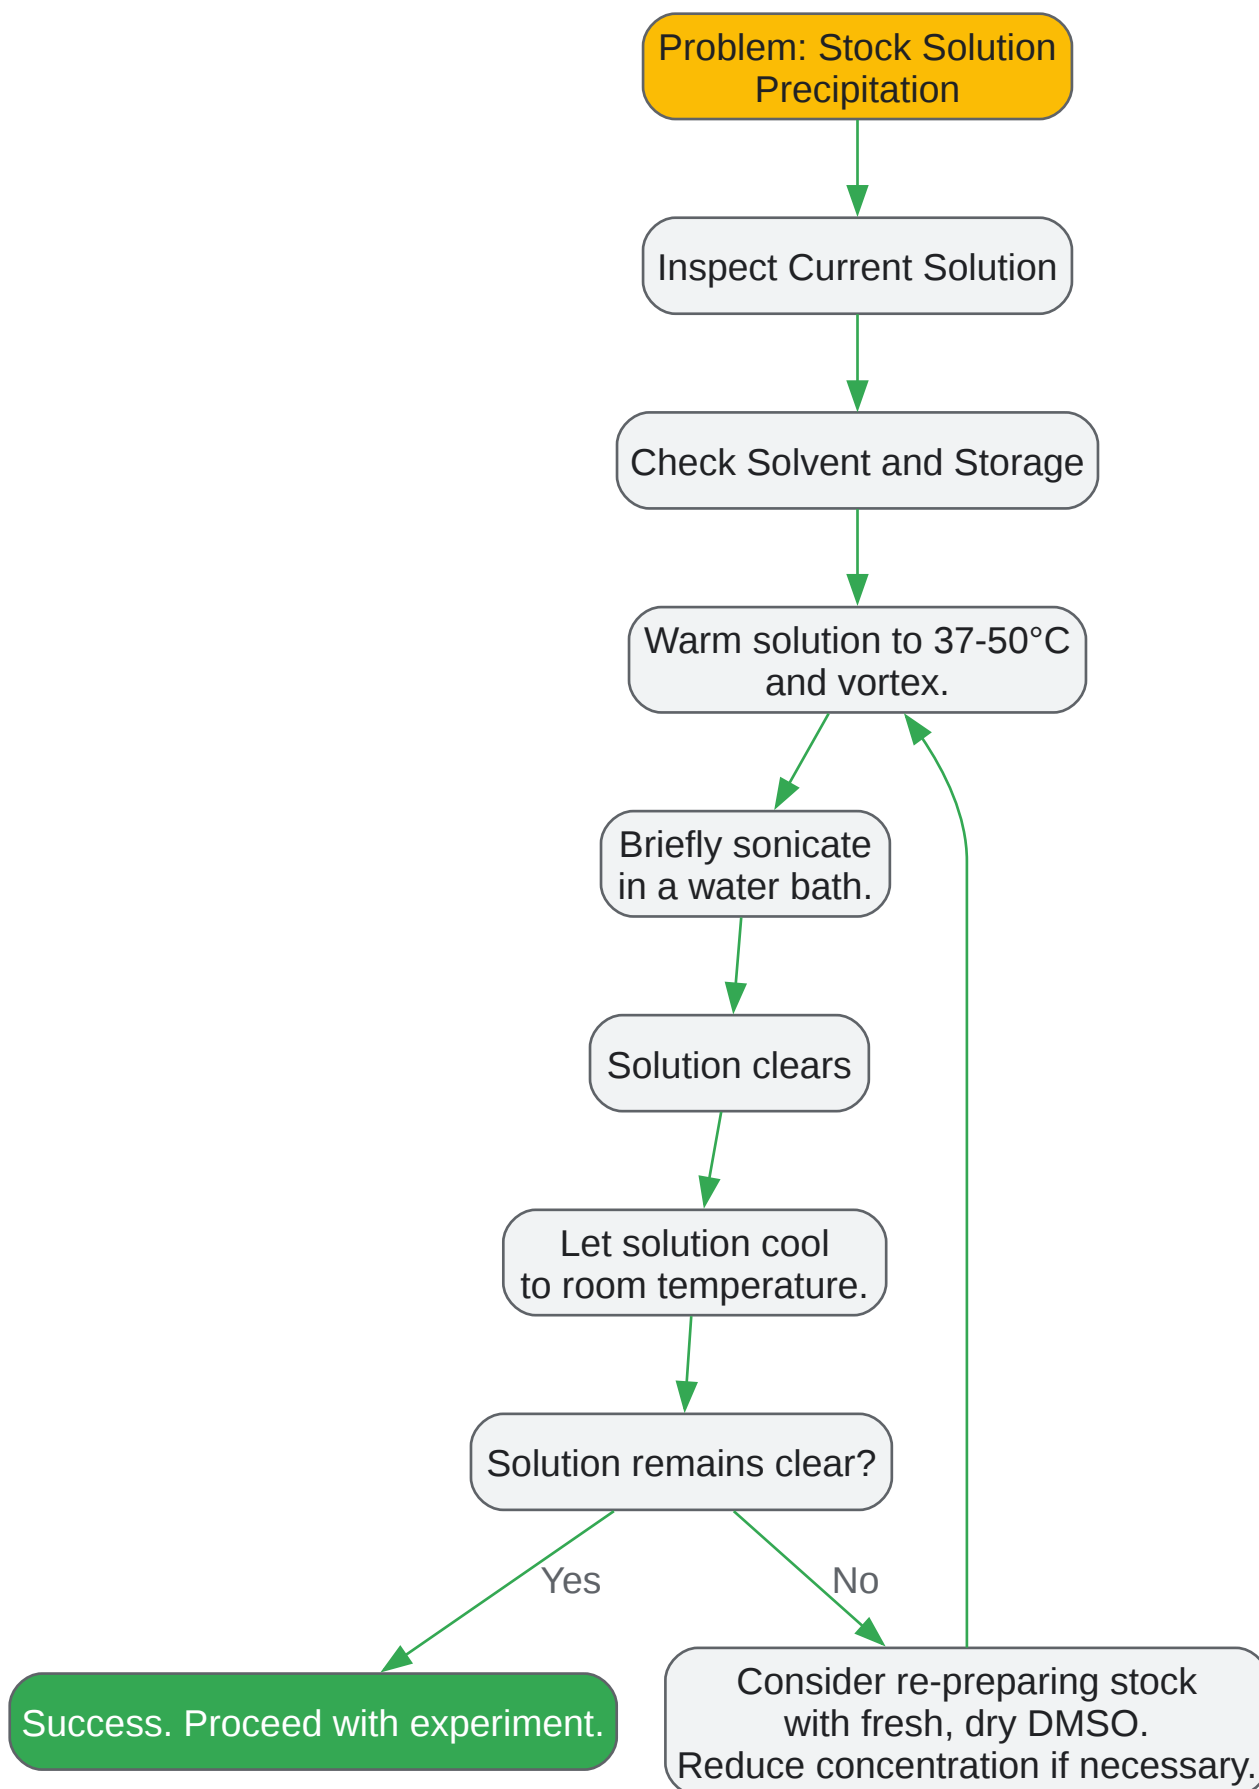 Problem: Stock Solution
Precipitation
Inspect Current Solution
Check Solvent and Storage
Warm solution to 37-50°C
and vortex.
Briefly sonicate
in a water bath.
Solution clears
Let solution cool
to room temperature.
Solution remains clear?
Yes
No
Success. Proceed with experiment.
Consider re-preparing stock
with fresh, dry DMSO.
Reduce concentration if necessary.